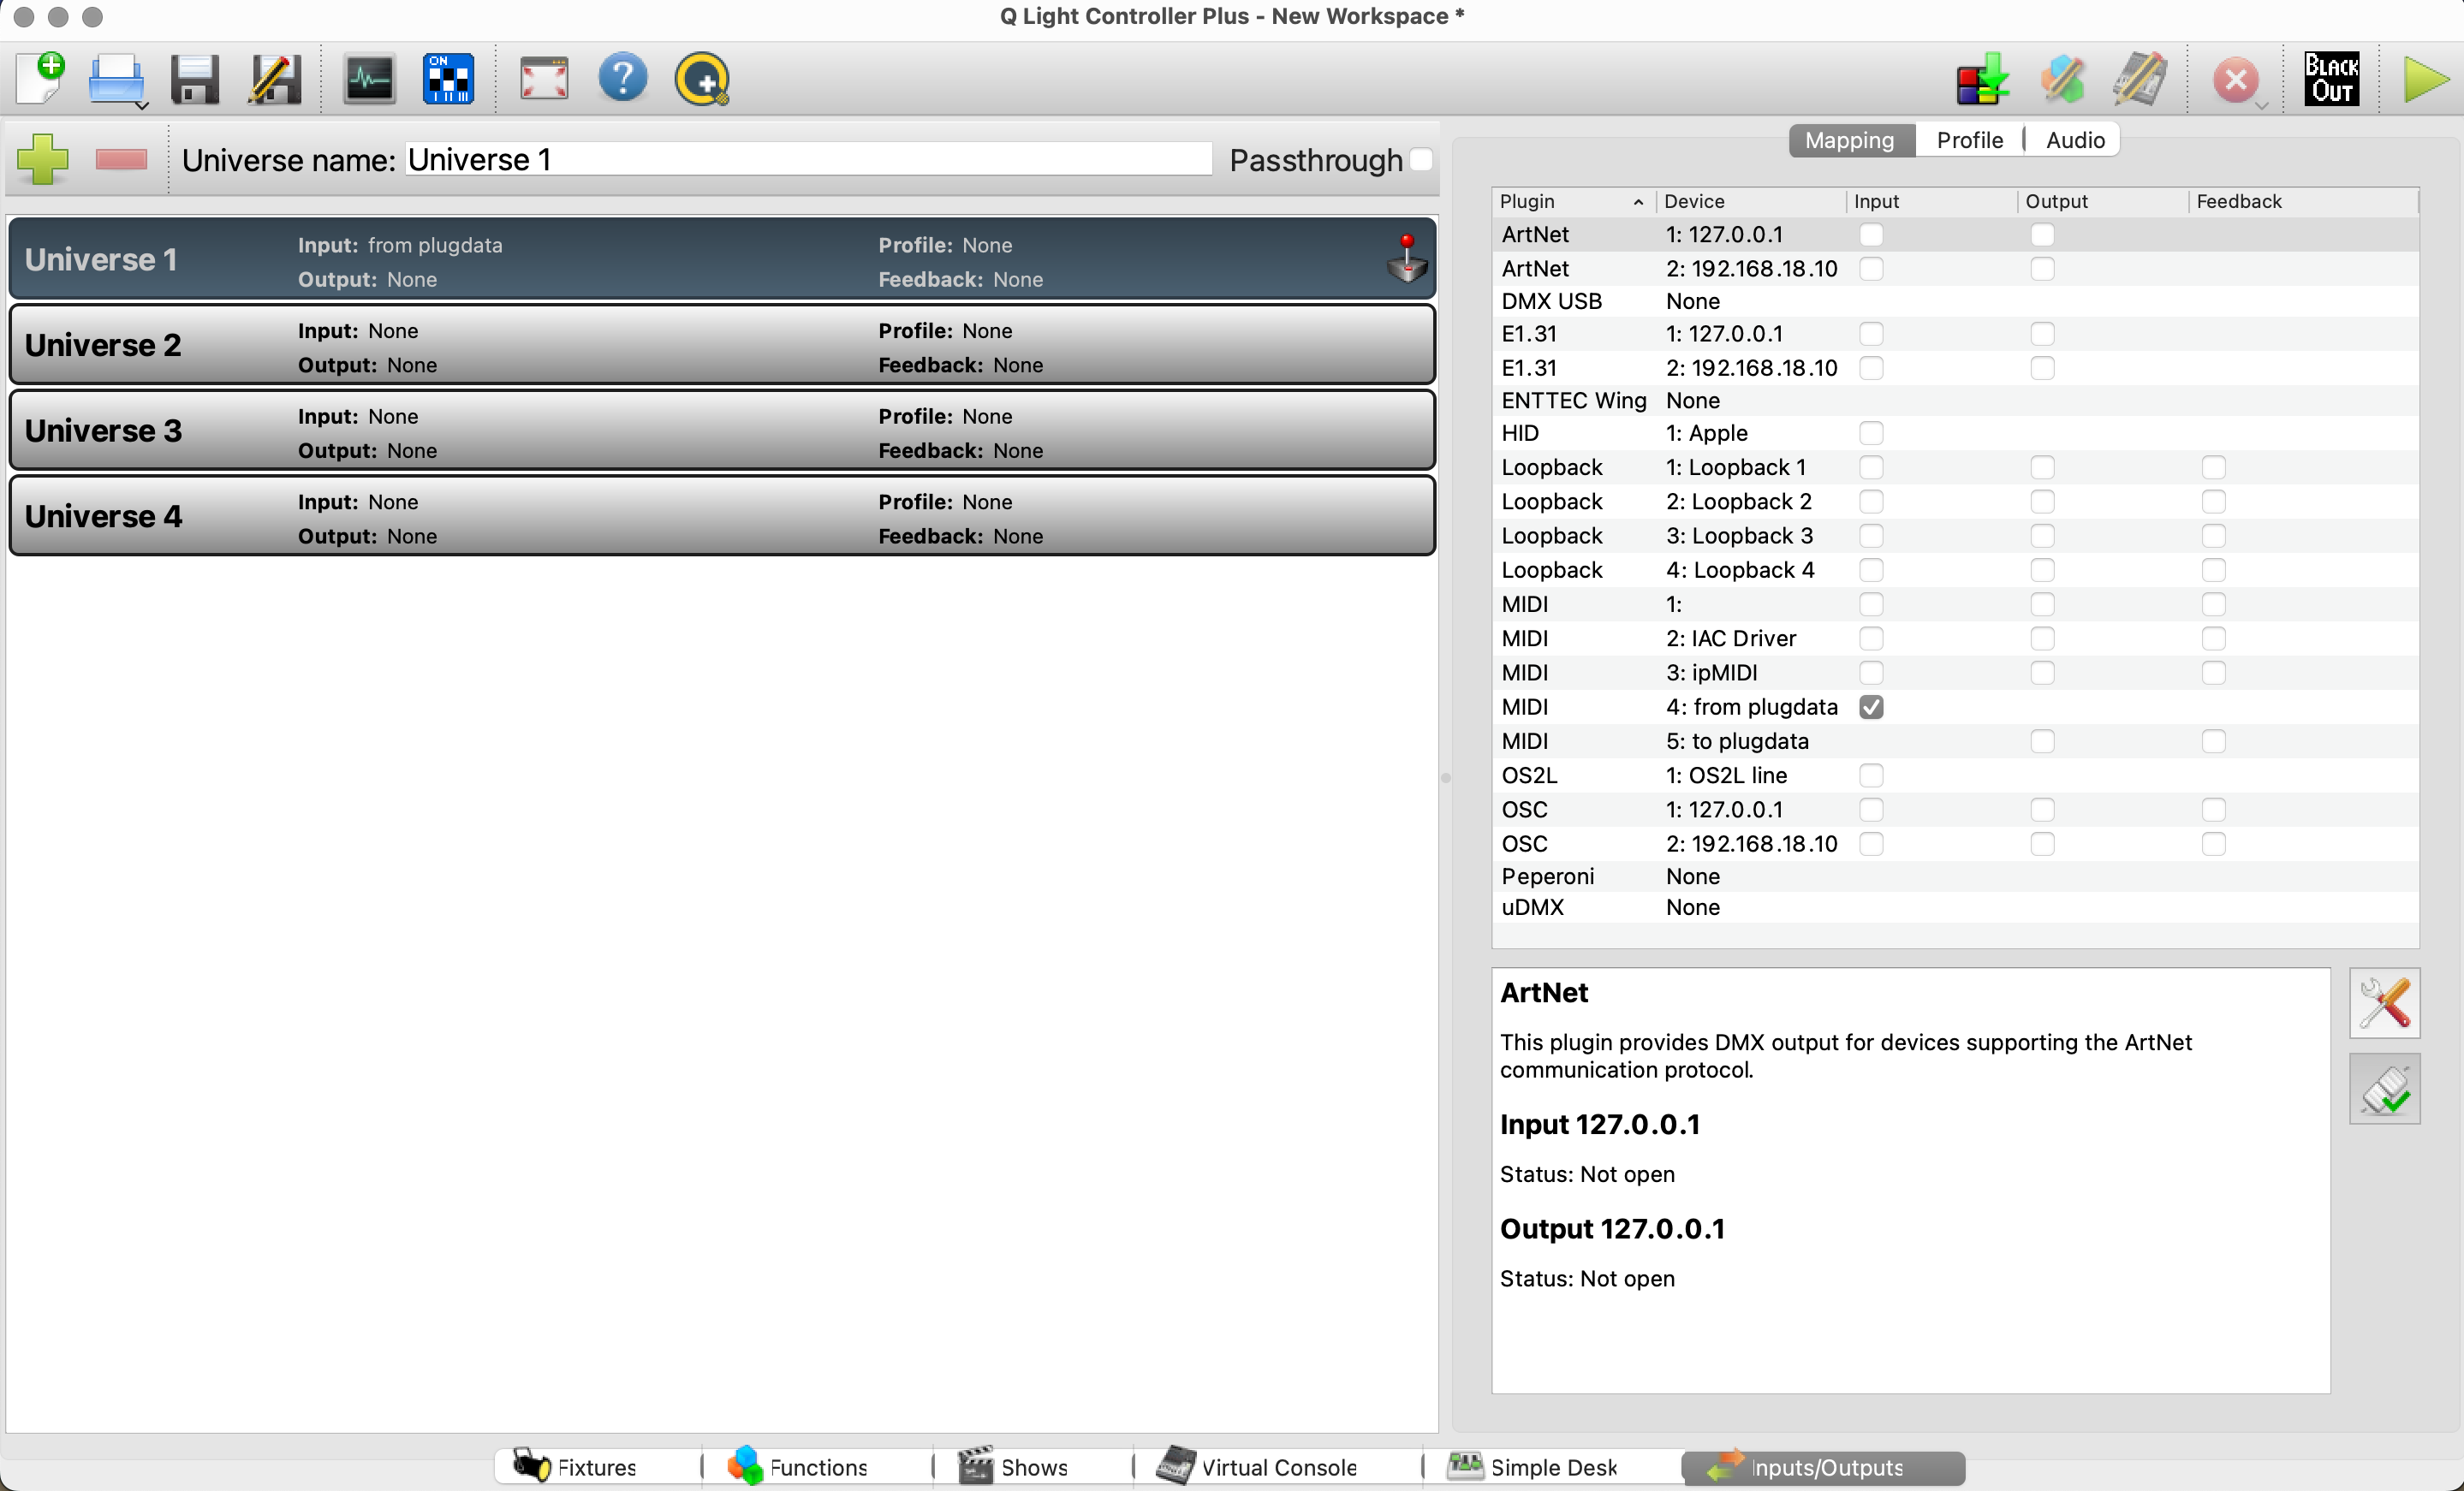 Q Light Controller Plus - New Workspace *
ON
BLACK
OUT
Universe name: Universe 1 Passthrough
Mapping Profile Audio
Universe 1 Input: from plugdata Profile: None
Output: None Feedback: None
Universe 2 Input: None Profile: None
Output: None Feedback: None
Universe 3 Input: None Profile: None
Output: None Feedback: None
Universe 4 Input: None Profile: None
Output: None Feedback: None
Plugin Device Input Output Feedback
ArtNet 1: 127.0.0.1
ArtNet 2: 192.168.18.10
DMX USB None
E1.31 1: 127.0.0.1
E1.31 2: 192.168.18.10
ENTTEC Wing None
HID 1: Apple
Loopback 1: Loopback 1
Loopback 2: Loopback 2
Loopback 3: Loopback 3
Loopback 4: Loopback 4
MIDI 1:
MIDI 2: IAC Driver
MIDI 3: ipMIDI
MIDI 4: from plugdata
MIDI 5: to plugdata
OS2L 1: OS2L line
OSC 1: 127.0.0.1
OSC 2: 192.168.18.10
Peperoni None
uDMX None
ArtNet
This plugin provides DMX output for devices supporting the ArtNet
communication protocol.
Input 127.0.0.1
Status: Not open
Output 127.0.0.1
Status: Not open
Fixtures Functions Shows Virtual Console Simple Desk Inputs/Outputs